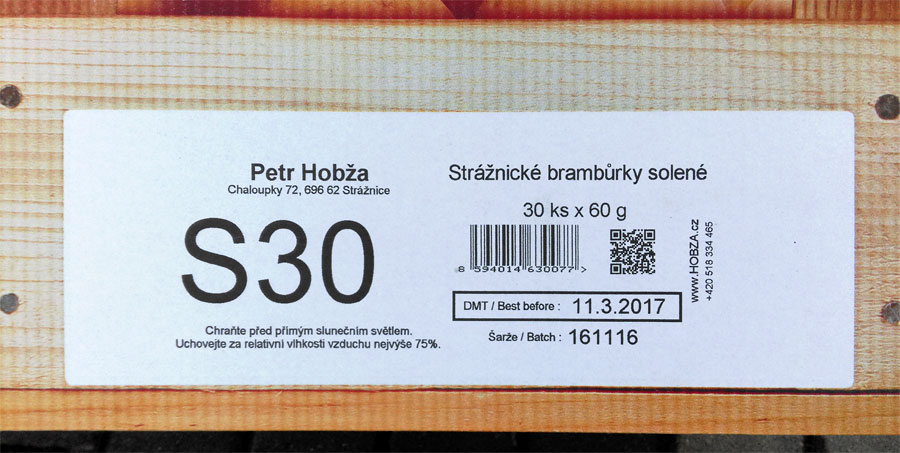 Petr Hobža
Chaloupky 72, 696 62 Strážnice
S30
Chraňte před přímým slunečním světlem.
Uchovejte za relativní vlhkosti vzduchu nejvýše 75%.
Strážnické brambůrky solené
30 ks x 60 g
8 594014 630077 >
www.HOBZA.cz
+420 518 334 465
DMT / Best before : 11.3.2017
Šarže / Batch : 161116